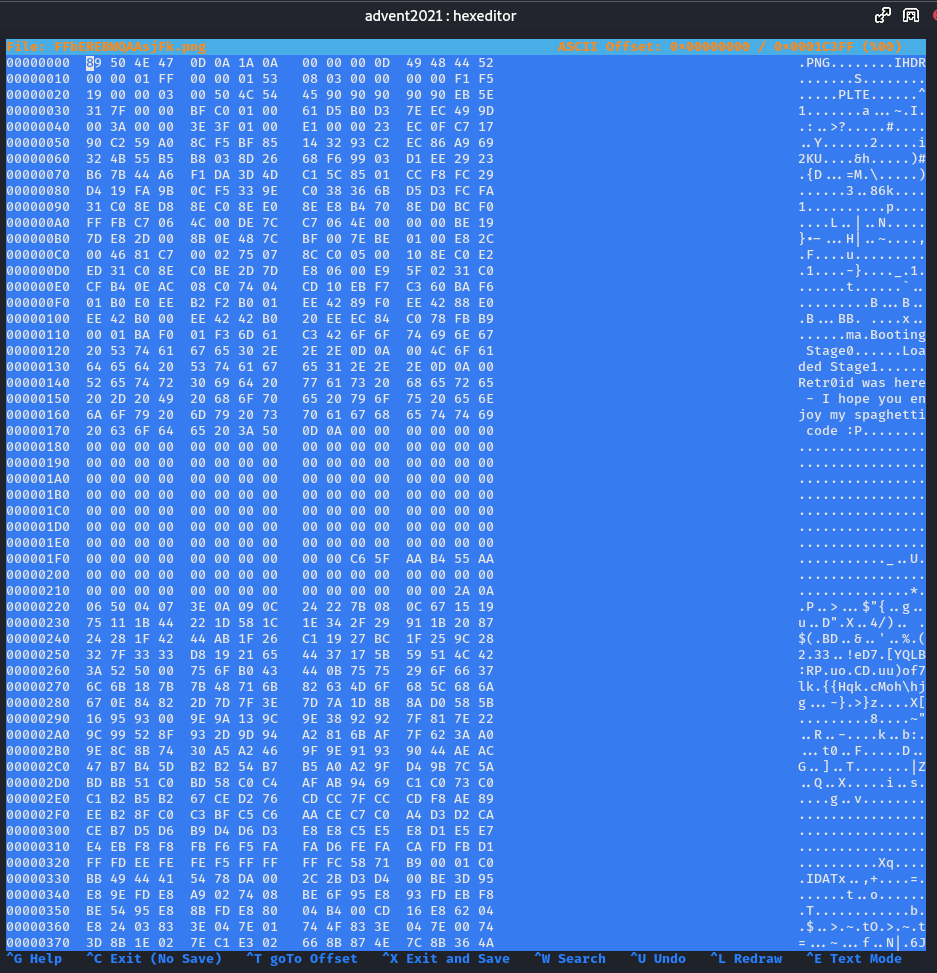 advent2021 : hexeditor
File: FFbEREBWQAAsjFk.png ASCII Offset: 0×00000000 / 0×0001C3FF (%00)
00000000 89 50 4E 47 0D 0A 1A 0A 00 00 00 0D 49 48 44 52 .PNG........IHDR
00000010 00 00 01 FF 00 00 01 53 08 03 00 00 00 00 F1 F5 .......S........
00000020 19 00 00 03 00 50 4C 54 45 90 90 90 90 90 EB 5E .....PLTE......^
00000030 31 7F 00 00 BF C0 01 00 61 D5 B0 D3 7E EC 49 9D 1.......a...~.I.
00000040 00 3A 00 00 3E 3F 01 00 E1 00 00 23 EC 0F C7 17 .:..>?.....#....
00000050 90 C2 59 A0 8C F5 BF 85 14 32 93 C2 EC 86 A9 69 ..Y......2.....i
00000060 32 4B 55 B5 B8 03 8D 26 68 F6 99 03 D1 EE 29 23 2KU....&h.....)#
00000070 B6 7B 44 A6 F1 DA 3D 4D C1 5C 85 01 CC F8 FC 29 .{D...=M.\.....)
00000080 D4 19 FA 9B 0C F5 33 9E C0 38 36 6B D5 D3 FC FA ......3..86k....
00000090 31 C0 8E D8 8E C0 8E E0 8E E8 B4 70 8E D0 BC F0 1..........p....
000000A0 FF FB C7 06 4C 00 DE 7C C7 06 4E 00 00 00 BE 19 ....L..|..N.....
000000B0 7D E8 2D 00 8B 0E 48 7C BF 00 7E BE 01 00 E8 2C }.-...H|..~....,
000000C0 00 46 81 C7 00 02 75 07 8C C0 05 00 10 8E C0 E2 .F....u.........
000000D0 ED 31 C0 8E C0 BE 2D 7D E8 06 00 E9 5F 02 31 C0 .1....-}...._.1.
000000E0 CF B4 0E AC 08 C0 74 04 CD 10 EB F7 C3 60 BA F6 ......t......`..
000000F0 01 B0 E0 EE B2 F2 B0 01 EE 42 89 F0 EE 42 88 E0 .........B...B..
00000100 EE 42 B0 00 EE 42 42 B0 20 EE EC 84 C0 78 FB B9 .B...BB. ....x..
00000110 00 01 BA F0 01 F3 6D 61 C3 42 6F 6F 74 69 6E 67 ......ma.Booting
00000120 20 53 74 61 67 65 30 2E 2E 2E 0D 0A 00 4C 6F 61 Stage0......Loa
00000130 64 65 64 20 53 74 61 67 65 31 2E 2E 2E 0D 0A 00 ded Stage1......
00000140 52 65 74 72 30 69 64 20 77 61 73 20 68 65 72 65 Retr0id was here
00000150 20 2D 20 49 20 68 6F 70 65 20 79 6F 75 20 65 6E - I hope you en
00000160 6A 6F 79 20 6D 79 20 73 70 61 67 68 65 74 74 69 joy my spaghetti
00000170 20 63 6F 64 65 20 3A 50 0D 0A 00 00 00 00 00 00 code :P........
00000180 00 00 00 00 00 00 00 00 00 00 00 00 00 00 00 00 ................
00000190 00 00 00 00 00 00 00 00 00 00 00 00 00 00 00 00 ................
000001A0 00 00 00 00 00 00 00 00 00 00 00 00 00 00 00 00 ................
000001B0 00 00 00 00 00 00 00 00 00 00 00 00 00 00 00 00 ................
000001C0 00 00 00 00 00 00 00 00 00 00 00 00 00 00 00 00 ................
000001D0 00 00 00 00 00 00 00 00 00 00 00 00 00 00 00 00 ................
000001E0 00 00 00 00 00 00 00 00 00 00 00 00 00 00 00 00 ................
000001F0 00 00 00 00 00 00 00 00 00 00 C6 5F AA B4 55 AA ..........._..U.
00000200 00 00 00 00 00 00 00 00 00 00 00 00 00 00 00 00 ................
00000210 00 00 00 00 00 00 00 00 00 00 00 00 00 00 2A 0A ..............*.
00000220 06 50 04 07 3E 0A 09 0C 24 22 7B 08 0C 67 15 19 .P..>...$"{..g..
00000230 75 11 1B 44 22 1D 58 1C 1E 34 2F 29 91 1B 20 87 u..D".X..4/).. .
00000240 24 28 1F 42 44 AB 1F 26 C1 19 27 BC 1F 25 9C 28 $(.BD..&..'..%.(
00000250 32 7F 33 33 D8 19 21 65 44 37 17 5B 59 51 4C 42 2.33..!eD7.[YQLB
00000260 3A 52 50 00 75 6F B0 43 44 0B 75 75 29 6F 66 37 :RP.uo.CD.uu)of7
00000270 6C 6B 18 7B 7B 48 71 6B 82 63 4D 6F 68 5C 68 6A lk.{{Hqk.cMoh\hj
00000280 67 0E 84 82 2D 7D 7F 3E 7D 7A 1D 8B 8A D0 58 5B g...-}.>}z....X[
00000290 16 95 93 00 9E 9A 13 9C 9E 38 92 92 7F 81 7E 22 .........8....~"
000002A0 9C 99 52 8F 93 2D 9D 94 A2 81 6B AF 7F 62 3A A0 ..R..-....k..b:.
000002B0 9E 8C 8B 74 30 A5 A2 46 9F 9E 91 93 90 44 AE AC ...t0..F.....D..
000002C0 47 B7 B4 5D B2 B2 54 B7 B5 A0 A2 9F D4 9B 7C 5A G..]..T.......|Z
000002D0 BD BB 51 C0 BD 58 C0 C4 AF AB 94 69 C1 C0 73 C0 ..Q..X.....i..s.
000002E0 C1 B2 B5 B2 67 CE D2 76 CD CC 7F CC CD F8 AE 89 ....g..v........
000002F0 EE B2 8F C0 C3 BF C5 C6 AA CE C7 C0 A4 D3 D2 CA ................
00000300 CE B7 D5 D6 B9 D4 D6 D3 E8 E8 C5 E5 E8 D1 E5 E7 ................
00000310 E4 EB F8 F8 FB F6 F5 FA FA D6 FE FA CA FD FB D1 ................
00000320 FF FD EE FE FE F5 FF FF FF FC 58 71 B9 00 01 C0 ..........Xq....
00000330 BB 49 44 41 54 78 DA 00 2C 2B D3 D4 00 BE 3D 95 .IDATx..,+....=.
00000340 E8 9E FD E8 A9 02 74 08 BE 6F 95 E8 93 FD EB F8 ......t..o......
00000350 BE 54 95 E8 8B FD E8 80 04 B4 00 CD 16 E8 62 04 .T............b.
00000360 E8 24 03 83 3E 04 7E 01 74 4F 83 3E 04 7E 00 74 .$..>.~.tO.>.~.t
00000370 3D 8B 1E 02 7E C1 E3 02 66 8B 87 4E 7C 8B 36 4A =...~...f..N|.6J
^G Help ^C Exit (No Save) ^T goTo Offset ^X Exit and Save ^W Search ^U Undo ^L Redraw ^E Text Mode